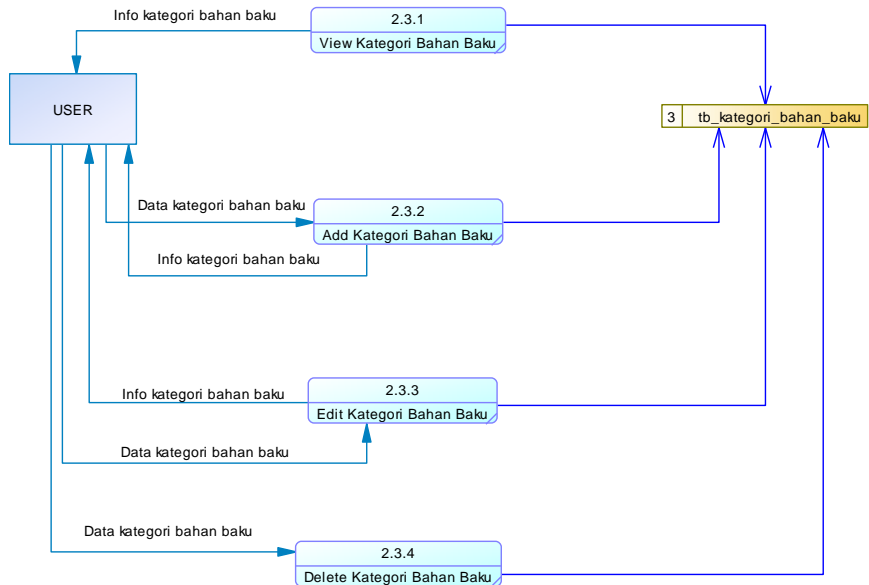 Info kategori bahan baku
2.3.1
View Kategori Bahan Baku
USER
3 tb_kategori_bahan_baku
Data kategori bahan baku
2.3.2
Add Kategori Bahan Baku
Info kategori bahan baku
2.3.3
Info kategori bahan baku
Edit Kategori Bahan Baku
Data kategori bahan baku
Data kategori bahan baku
2.3.4
Delete Kategori Bahan Baku